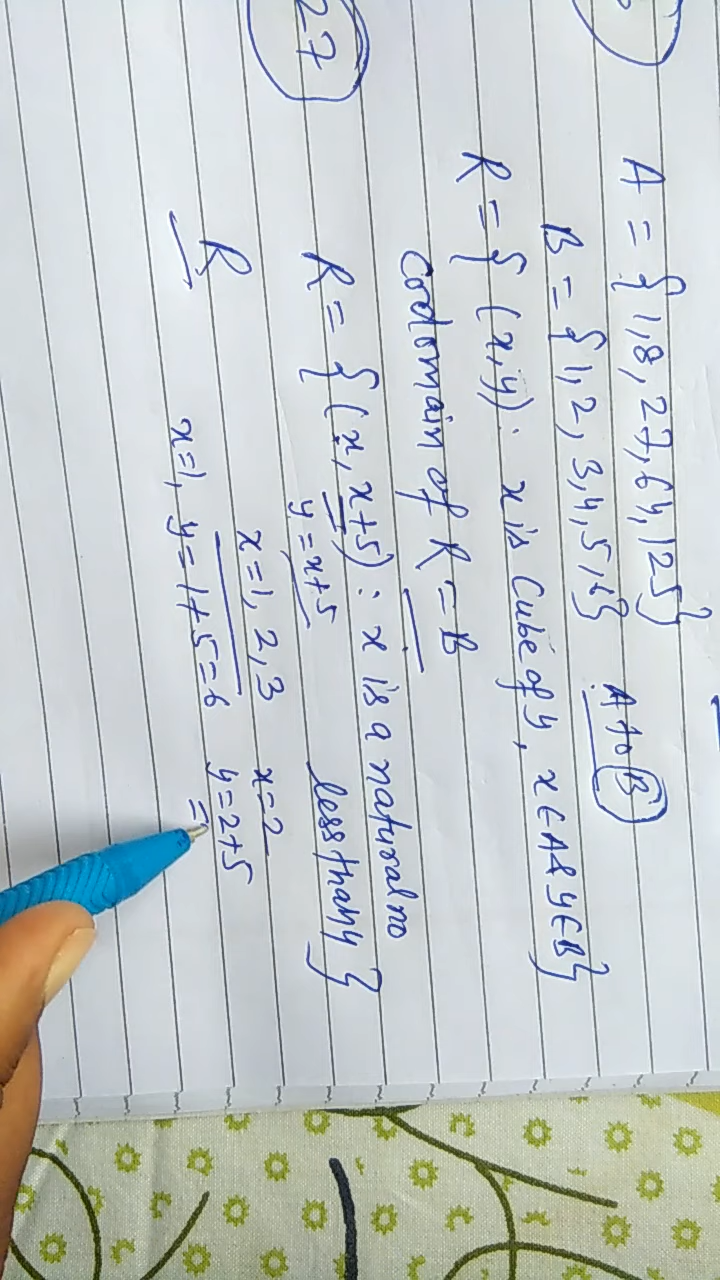 A = {1,8,27,64,125}
B = {1,2,3,4,5,6} A to B
R = { (x,y): x is Cube of y, x ∈ A & y ∈ B}
Cordomain of R = B
27 R = { (x, x+5): x is a natural no
y = x+5 less than 4 }
R x=1, 2, 3 x=2
x=1, y=1+5=6 y=2+5
=